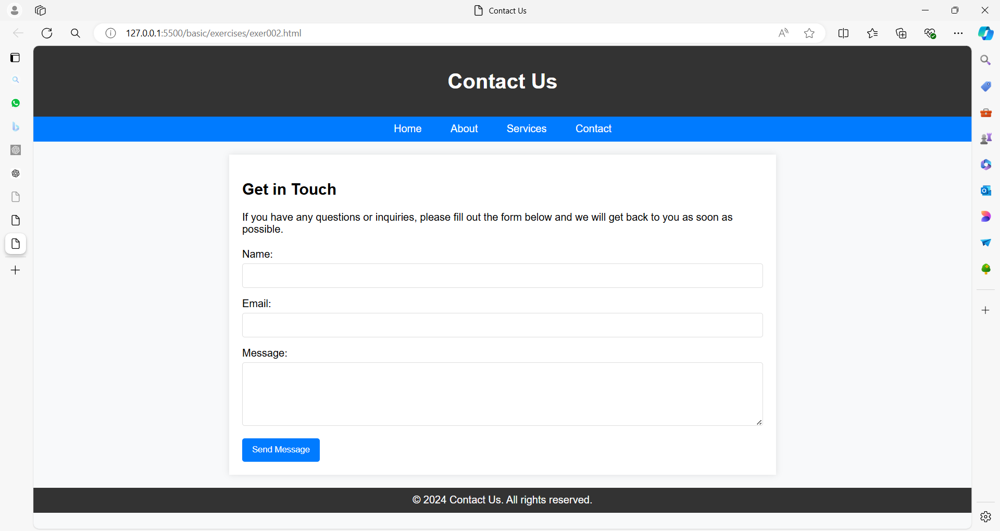 Contact Us
127.0.0.1:5500/basic/exercises/exer002.html
Contact Us
Home About Services Contact
Get in Touch
If you have any questions or inquiries, please fill out the form below and we will get back to you as soon as
possible.
Name:
Email:
Message:
Send Message
© 2024 Contact Us. All rights reserved.